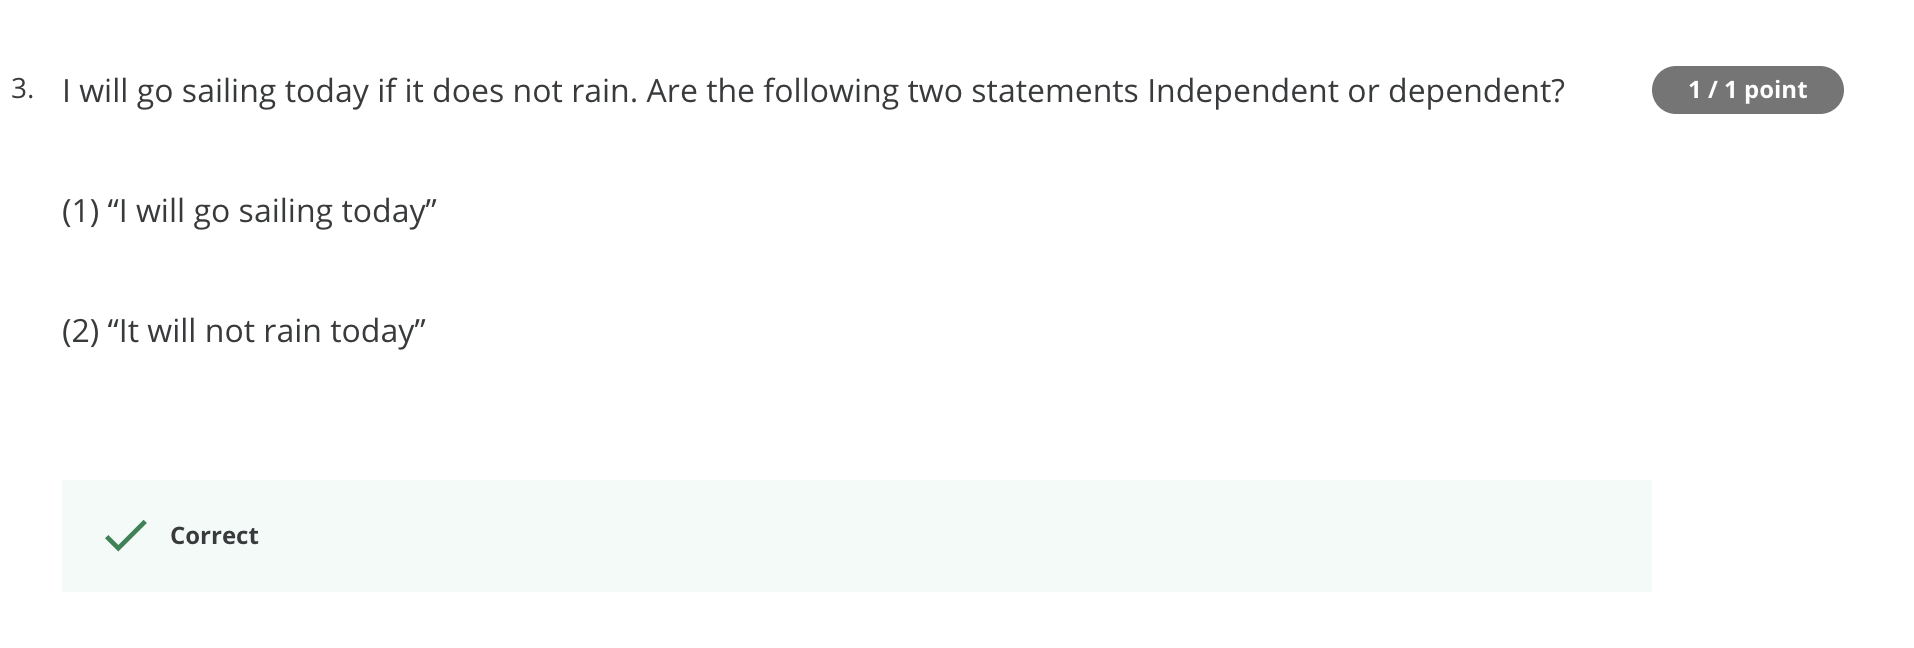 3. I will go sailing today if it does not rain. Are the following two statements Independent or dependent? 1 / 1 point
(1) “I will go sailing today”
(2) “It will not rain today”
Correct